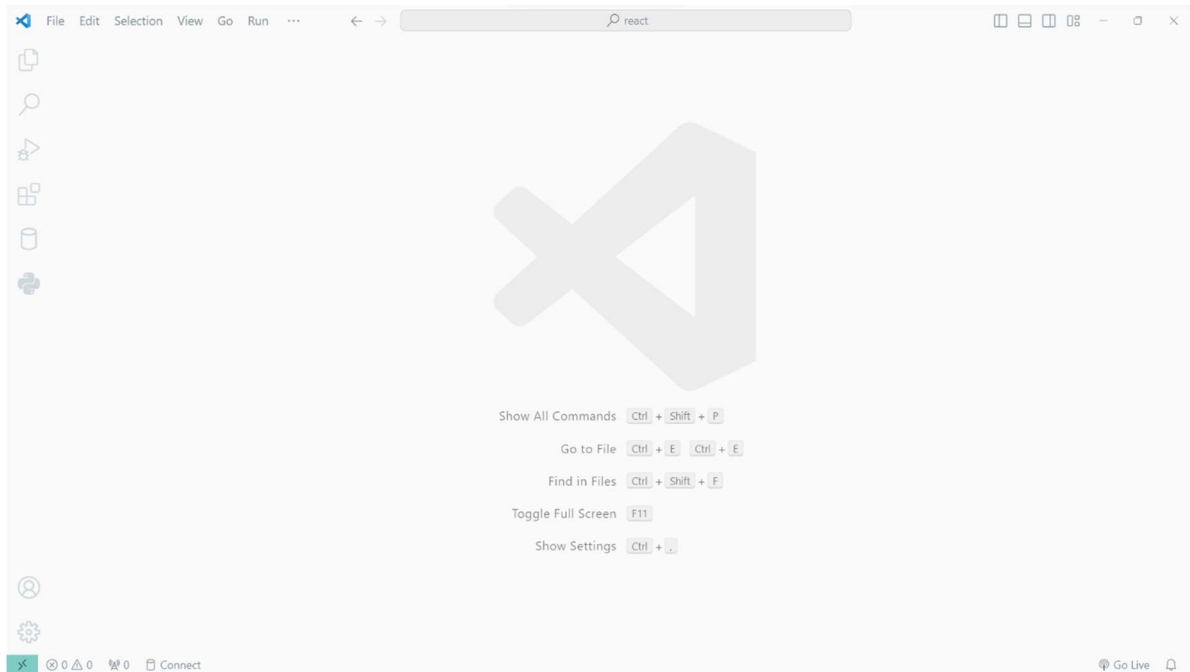 File Edit Selection View Go Run ··· ← → react
Show All Commands Ctrl + Shift + P
Go to File Ctrl + E Ctrl + E
Find in Files Ctrl + Shift + F
Toggle Full Screen F11
Show Settings Ctrl + ,
0 0 0 Connect Go Live